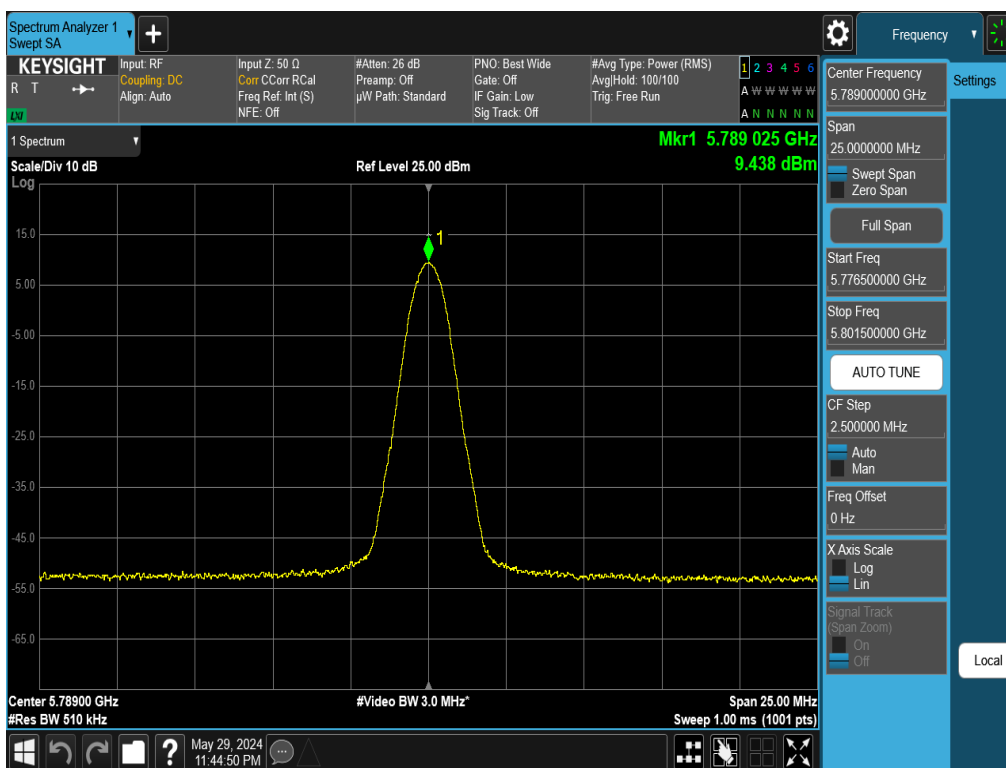 Spectrum Analyzer 1
Swept SA
+
Frequency
KEYSIGHT
R T
LXI
Input: RF
Coupling: DC
Align: Auto
Input Z: 50 Ω
Corr CCorr RCal
Freq Ref: Int (S)
NFE: Off
#Atten: 26 dB
Preamp: Off
µW Path: Standard
PNO: Best Wide
Gate: Off
IF Gain: Low
Sig Track: Off
#Avg Type: Power (RMS)
Avg|Hold: 100/100
Trig: Free Run
1 2 3 4 5 6
A W W W W W
A N N N N N
1 Spectrum
Scale/Div 10 dB
Log
Ref Level 25.00 dBm
Mkr1 5.789 025 GHz
9.438 dBm
1
15.0
5.00
-5.00
-15.0
-25.0
-35.0
-45.0
-55.0
-65.0
Center 5.78900 GHz
#Res BW 510 kHz
#Video BW 3.0 MHz*
Span 25.00 MHz
Sweep 1.00 ms (1001 pts)
?
May 29, 2024
11:44:50 PM
Center Frequency
5.789000000 GHz
Span
25.0000000 MHz
Swept Span
Zero Span
Full Span
Start Freq
5.776500000 GHz
Stop Freq
5.801500000 GHz
AUTO TUNE
CF Step
2.500000 MHz
Auto
Man
Freq Offset
0 Hz
X Axis Scale
Log
Lin
Signal Track
(Span Zoom)
On
Off
Settings
Local